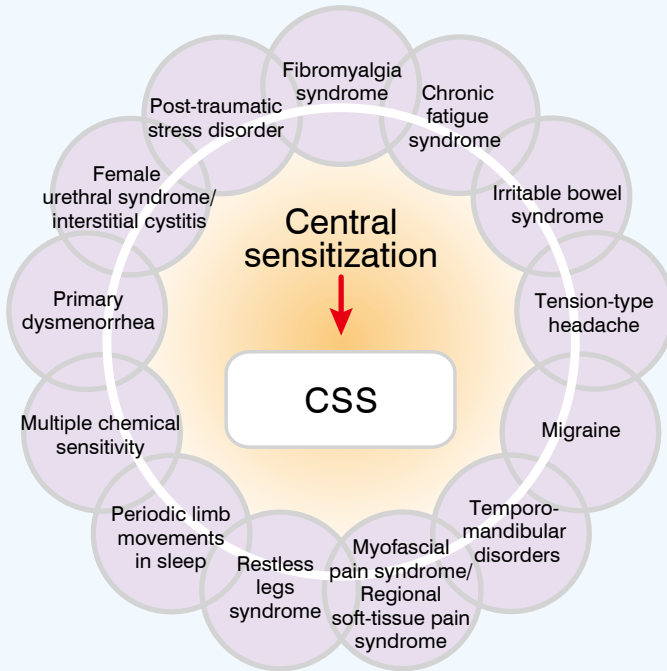 Fibromyalgia
syndrome
Chronic
fatigue
syndrome
Irritable bowel
syndrome
Tension-type
headache
Migraine
Temporo-
mandibular
disorders
Myofascial
pain syndrome/
Regional
soft-tissue pain
syndrome
Restless
legs
syndrome
Periodic limb
movements
in sleep
Multiple chemical
sensitivity
Primary
dysmenorrhea
Female
urethral syndrome/
interstitial cystitis
Post-traumatic
stress disorder
Central
sensitization
CSS